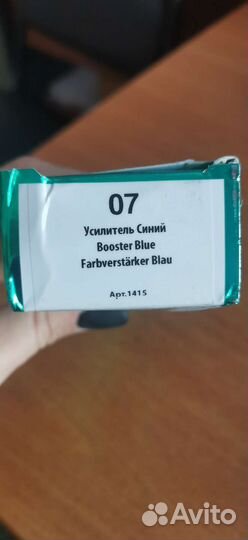 07
Усилитель Синий
Booster Blue
Farbverstärker Blau
Арт.1415
Avito